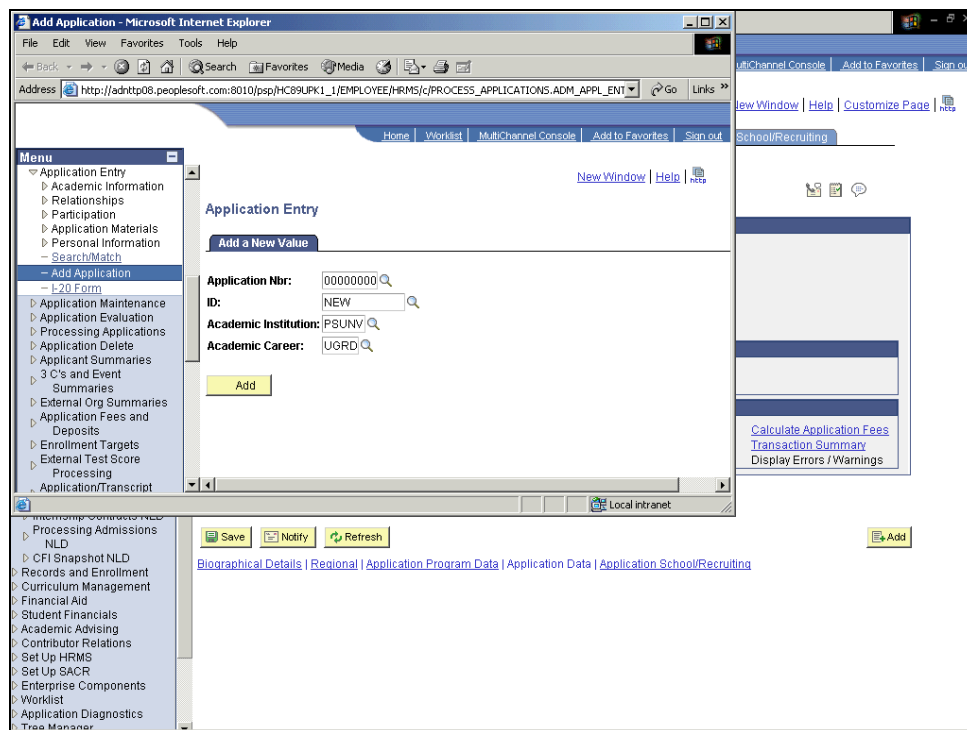 Add Application - Microsoft Internet Explorer
File Edit View Favorites Tools Help
Back Search Favorites Media
Address http://adnttp08.peoplesoft.com:8010/psp/HC89UPK1_1/EMPLOYEE/HRMS/c/PROCESS_APPLICATIONS.ADM_APPL_ENT Go Links »
Home | Worklist | MultiChannel Console | Add to Favorites | Sign out
Menu
Application Entry
Academic Information
Relationships
Participation
Application Materials
Personal Information
– Search/Match
– Add Application
– I-20 Form
Application Maintenance
Application Evaluation
Processing Applications
Application Delete
Applicant Summaries
3 C's and Event
Summaries
External Org Summaries
Application Fees and
Deposits
Enrollment Targets
External Test Score
Processing
Application/Transcript
New Window | Help | http
Application Entry
Add a New Value
Application Nbr: 00000000
ID: NEW
Academic Institution: PSUNV
Academic Career: UGRD
Add
Local intranet
MultiChannel Console | Add to Favorites | Sign ou
New Window | Help | Customize Page | http
School/Recruiting
Calculate Application Fees
Transaction Summary
Display Errors / Warnings
Internship Contracts NLD
Processing Admissions
NLD
CFI Snapshot NLD
Records and Enrollment
Curriculum Management
Financial Aid
Student Financials
Academic Advising
Contributor Relations
Set Up HRMS
Set Up SACR
Enterprise Components
Worklist
Application Diagnostics
Tree Manager
Save Notify Refresh Add
Biographical Details | Regional | Application Program Data | Application Data | Application School/Recruiting